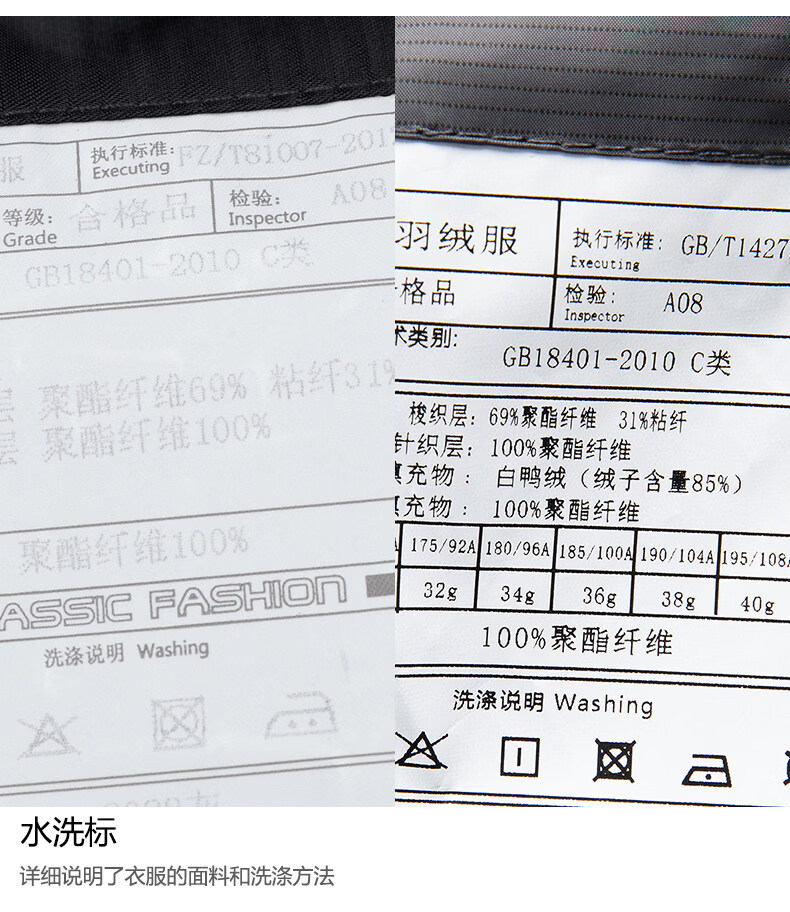 服
执行标准: FZ/T81007-201
Executing
等级: 合格品
Grade
检验: A08
Inspector
GB18401-2010 C类
层 聚酯纤维69% 粘纤31%
层 聚酯纤维100%
聚酯纤维100%
ASSIC FASHION
洗涤说明 Washing
羽绒服
执行标准: GB/T1427
Executing
格品
检验: A08
Inspector
术类别:
GB18401-2010 C类
梭织层: 69%聚酯纤维 31%粘纤
针织层: 100%聚酯纤维
填充物: 白鸭绒（绒子含量85%）
填充物: 100%聚酯纤维
175/92A 180/96A 185/100A 190/104A 195/108A
32g 34g 36g 38g 40g
100%聚酯纤维
洗涤说明 Washing
水洗标
详细说明了衣服的面料和洗涤方法